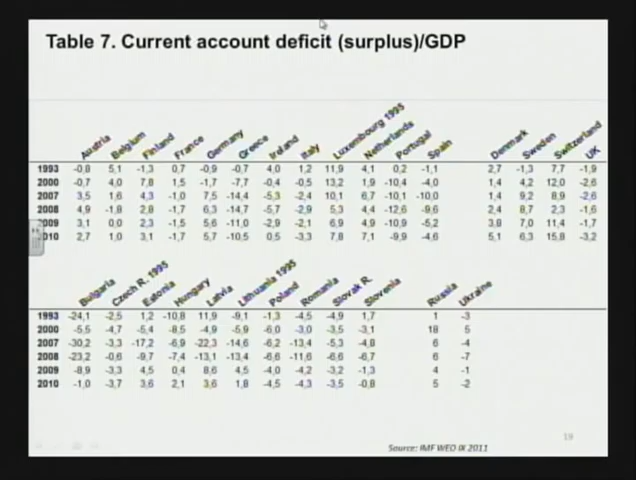 Table 7. Current account deficit (surplus)/GDP
Austria Belgium Finland France Germany Greece Ireland Italy Luxembourg 1995 Netherlands Portugal Spain Denmark Sweden Switzerland UK
1993 -0,8 5,1 -1,3 0,7 -0,9 -0,7 4,0 1,2 11,9 4,1 0,2 -1,1 2,7 -1,3 7,7 -1,9
2000 -0,7 4,0 7,8 1,5 -1,7 -7,7 -0,4 -0,5 13,2 1,9 -10,4 -4,0 1,4 4,2 12,0 -2,6
2007 3,5 1,6 4,3 -1,0 7,5 -14,4 -5,3 -2,4 10,1 6,7 -10,1 -10,0 1,4 9,2 8,9 -2,6
2008 4,9 -1,8 2,8 -1,7 6,3 -14,7 -5,7 -2,9 5,3 4,4 -12,6 -9,6 2,4 8,7 2,3 -1,6
009 3,1 0,0 2,3 -1,5 5,6 -11,0 -2,9 -2,1 6,9 4,9 -10,9 -5,2 3,8 7,0 11,4 -1,7
010 2,7 1,0 3,1 -1,7 5,7 -10,5 0,5 -3,3 7,8 7,1 -9,9 -4,6 5,1 6,3 15,8 -3,2
Bulgaria Czech R. 1995 Estonia Hungary Latvia Lithuania 1995 Poland Romania Slovak R. Slovenia Russia Ukraine
1993 -24,1 -2,5 1,2 -10,8 11,9 -9,1 -1,3 -4,5 -4,9 1,7 1 -3
2000 -5,5 -4,7 -5,4 -8,5 -4,9 -5,9 -6,0 -3,0 -3,5 -3,1 18 5
2007 -30,2 -3,3 -17,2 -6,9 -22,3 -14,6 -6,2 -13,4 -5,3 -4,8 6 -4
2008 -23,2 -0,6 -9,7 -7,4 -13,1 -13,4 -6,6 -11,6 -6,6 -6,7 6 -7
2009 -8,9 -3,3 4,5 0,4 8,6 4,5 -4,0 -4,2 -3,2 -1,3 4 -1
2010 -1,0 -3,7 3,6 2,1 3,6 1,8 -4,5 -4,3 -3,5 -0,8 5 -2
19
Source: IMF WEO IX 2011